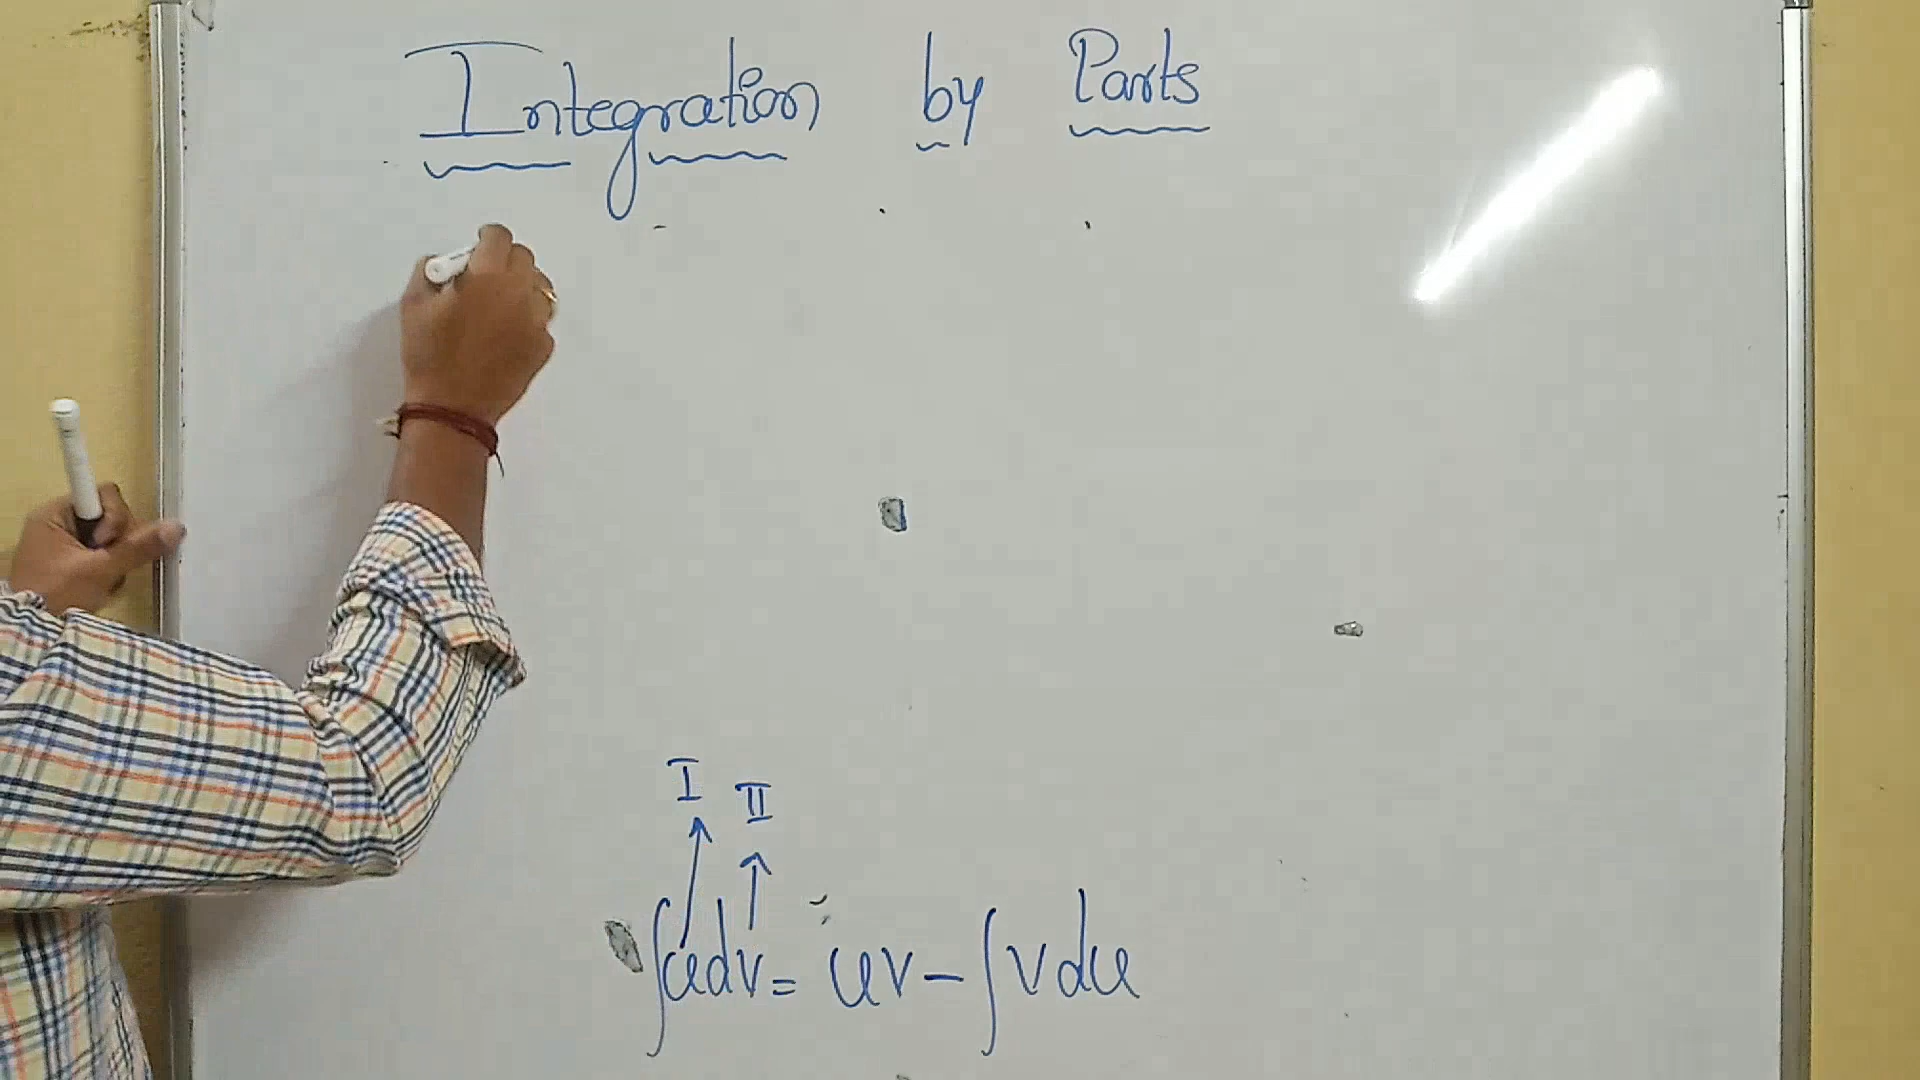 Integration by Parts
I II
∫udv = uv - ∫vdu